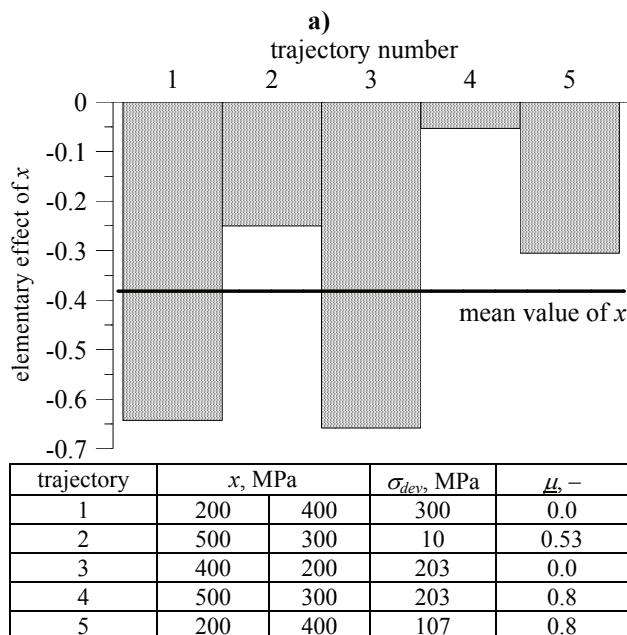 a)
trajectory number
1 2 3 4 5
0
-0.1
-0.2
-0.3
-0.4
-0.5
-0.6
-0.7
elementary effect of x
mean value of x
trajectory x, MPa σdev, MPa μ, –
1 200 400 300 0.0
2 500 300 10 0.53
3 400 200 203 0.0
4 500 300 203 0.8
5 200 400 107 0.8